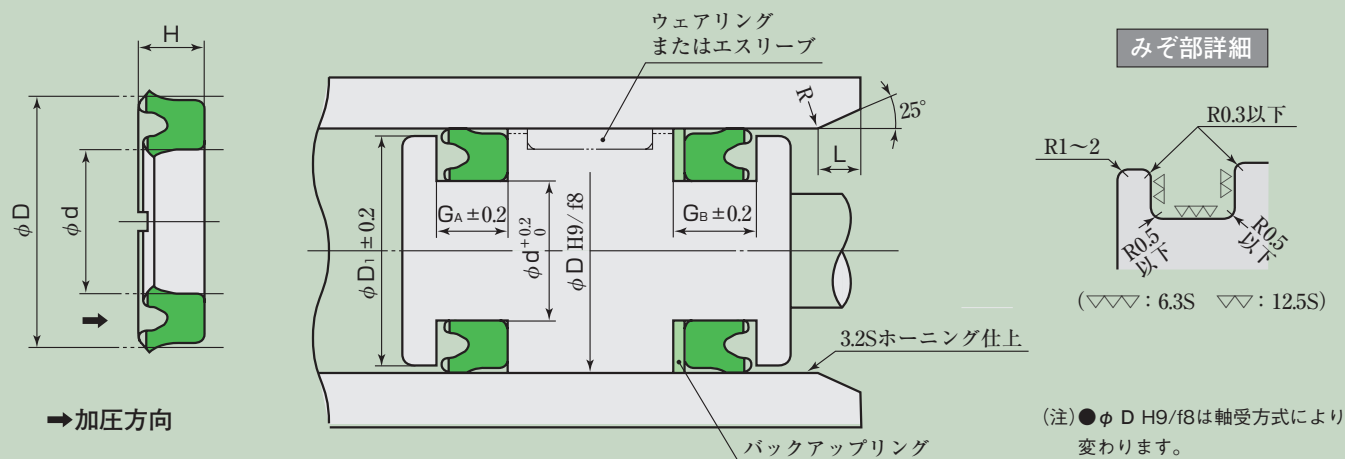 H
φD
φd
➡加圧方向
ウェアリング
またはエスリーブ
R
25°
L
φD₁ ±0.2
GA ±0.2
φd +0.2 0
φD H9/f8
GB ±0.2
3.2Sホーニング仕上
バックアップリング
みぞ部詳細
R0.3以下
R1～2
R0.5
以下
R0.5
以下
(▽▽▽：6.3S ▽▽：12.5S)
(注)●φ D H9/f8は軸受方式により
変わります。